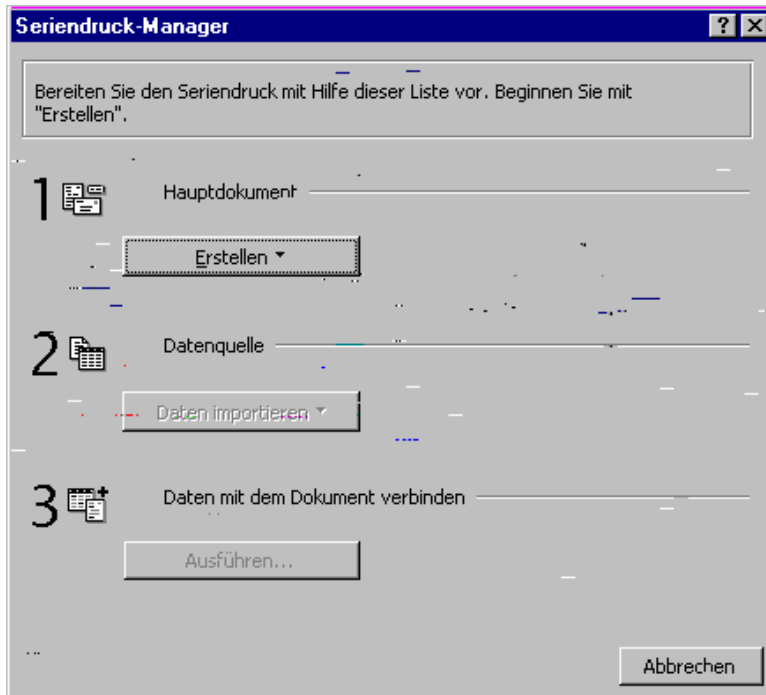 Seriendruck-Manager
Bereiten Sie den Seriendruck mit Hilfe dieser Liste vor. Beginnen Sie mit
"Erstellen".
1 Hauptdokument
Erstellen
2 Datenquelle
Daten importieren
3 Daten mit dem Dokument verbinden
Ausführen...
Abbrechen